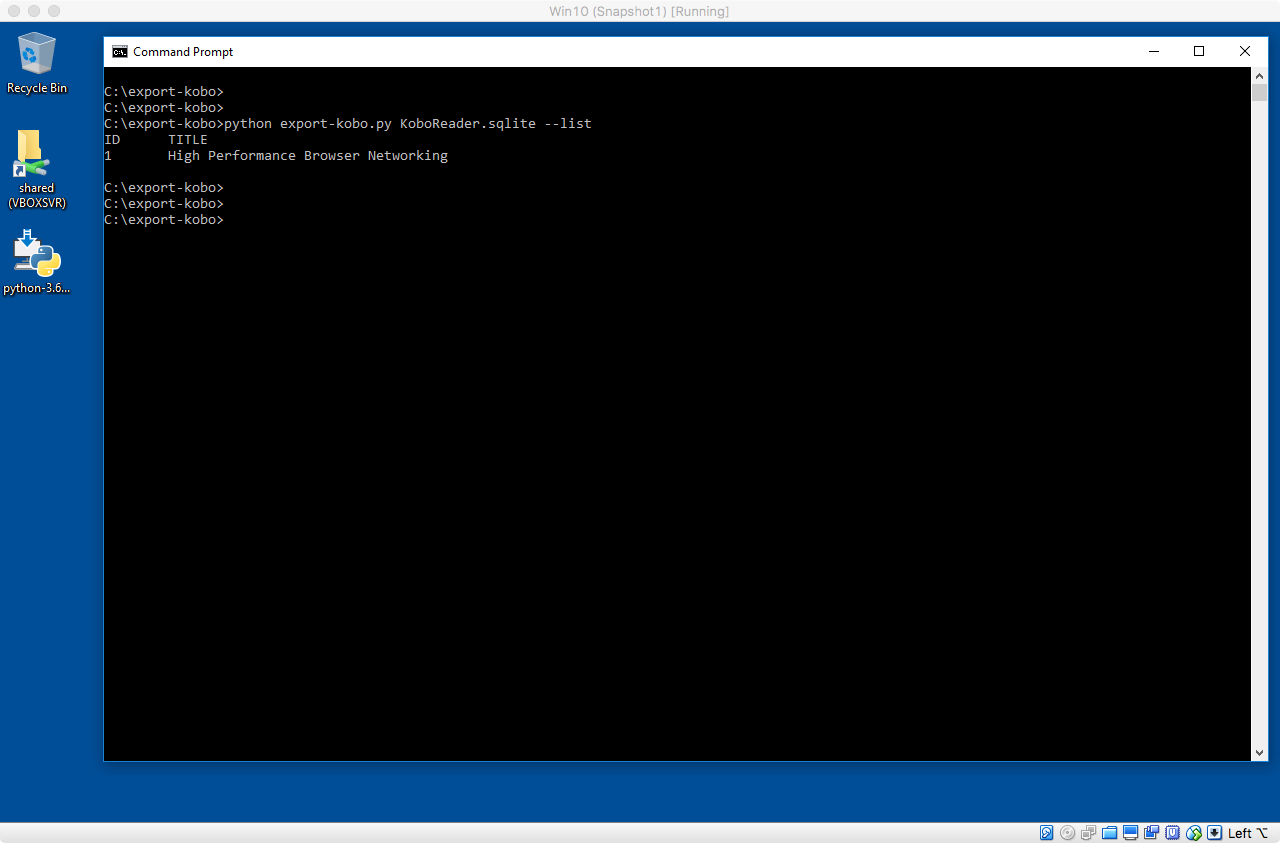 Win10 (Snapshot1) [Running]
Recycle Bin
shared
(VBOXSVR)
python-3.6...
Command Prompt
C:\export-kobo>
C:\export-kobo>
C:\export-kobo>python export-kobo.py KoboReader.sqlite --list
ID TITLE
1 High Performance Browser Networking
C:\export-kobo>
C:\export-kobo>
C:\export-kobo>
Left ⌥